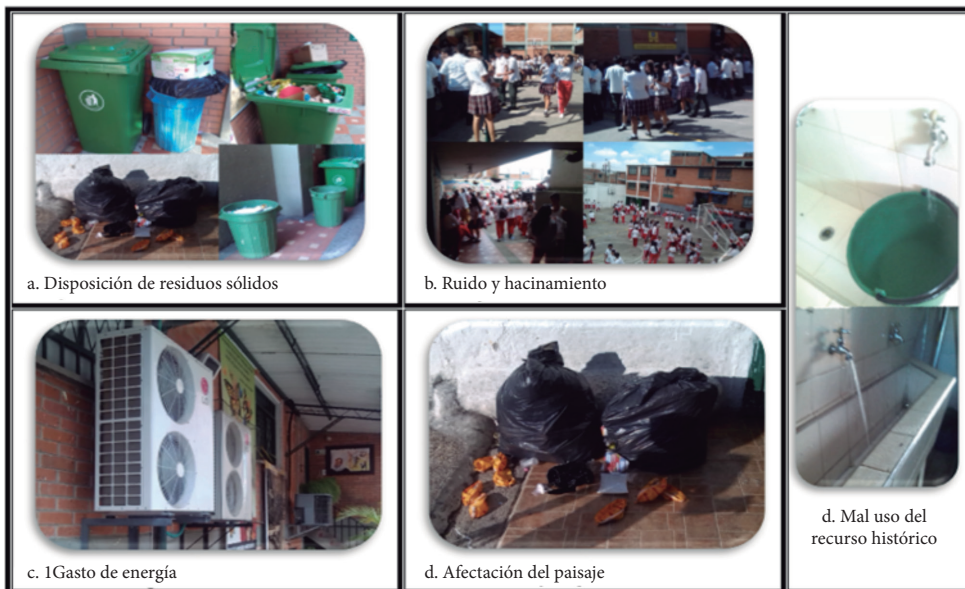 a. Disposición de residuos sólidos
b. Ruido y hacinamiento
c. 1Gasto de energía
d. Afectación del paisaje
d. Mal uso del
recurso histórico